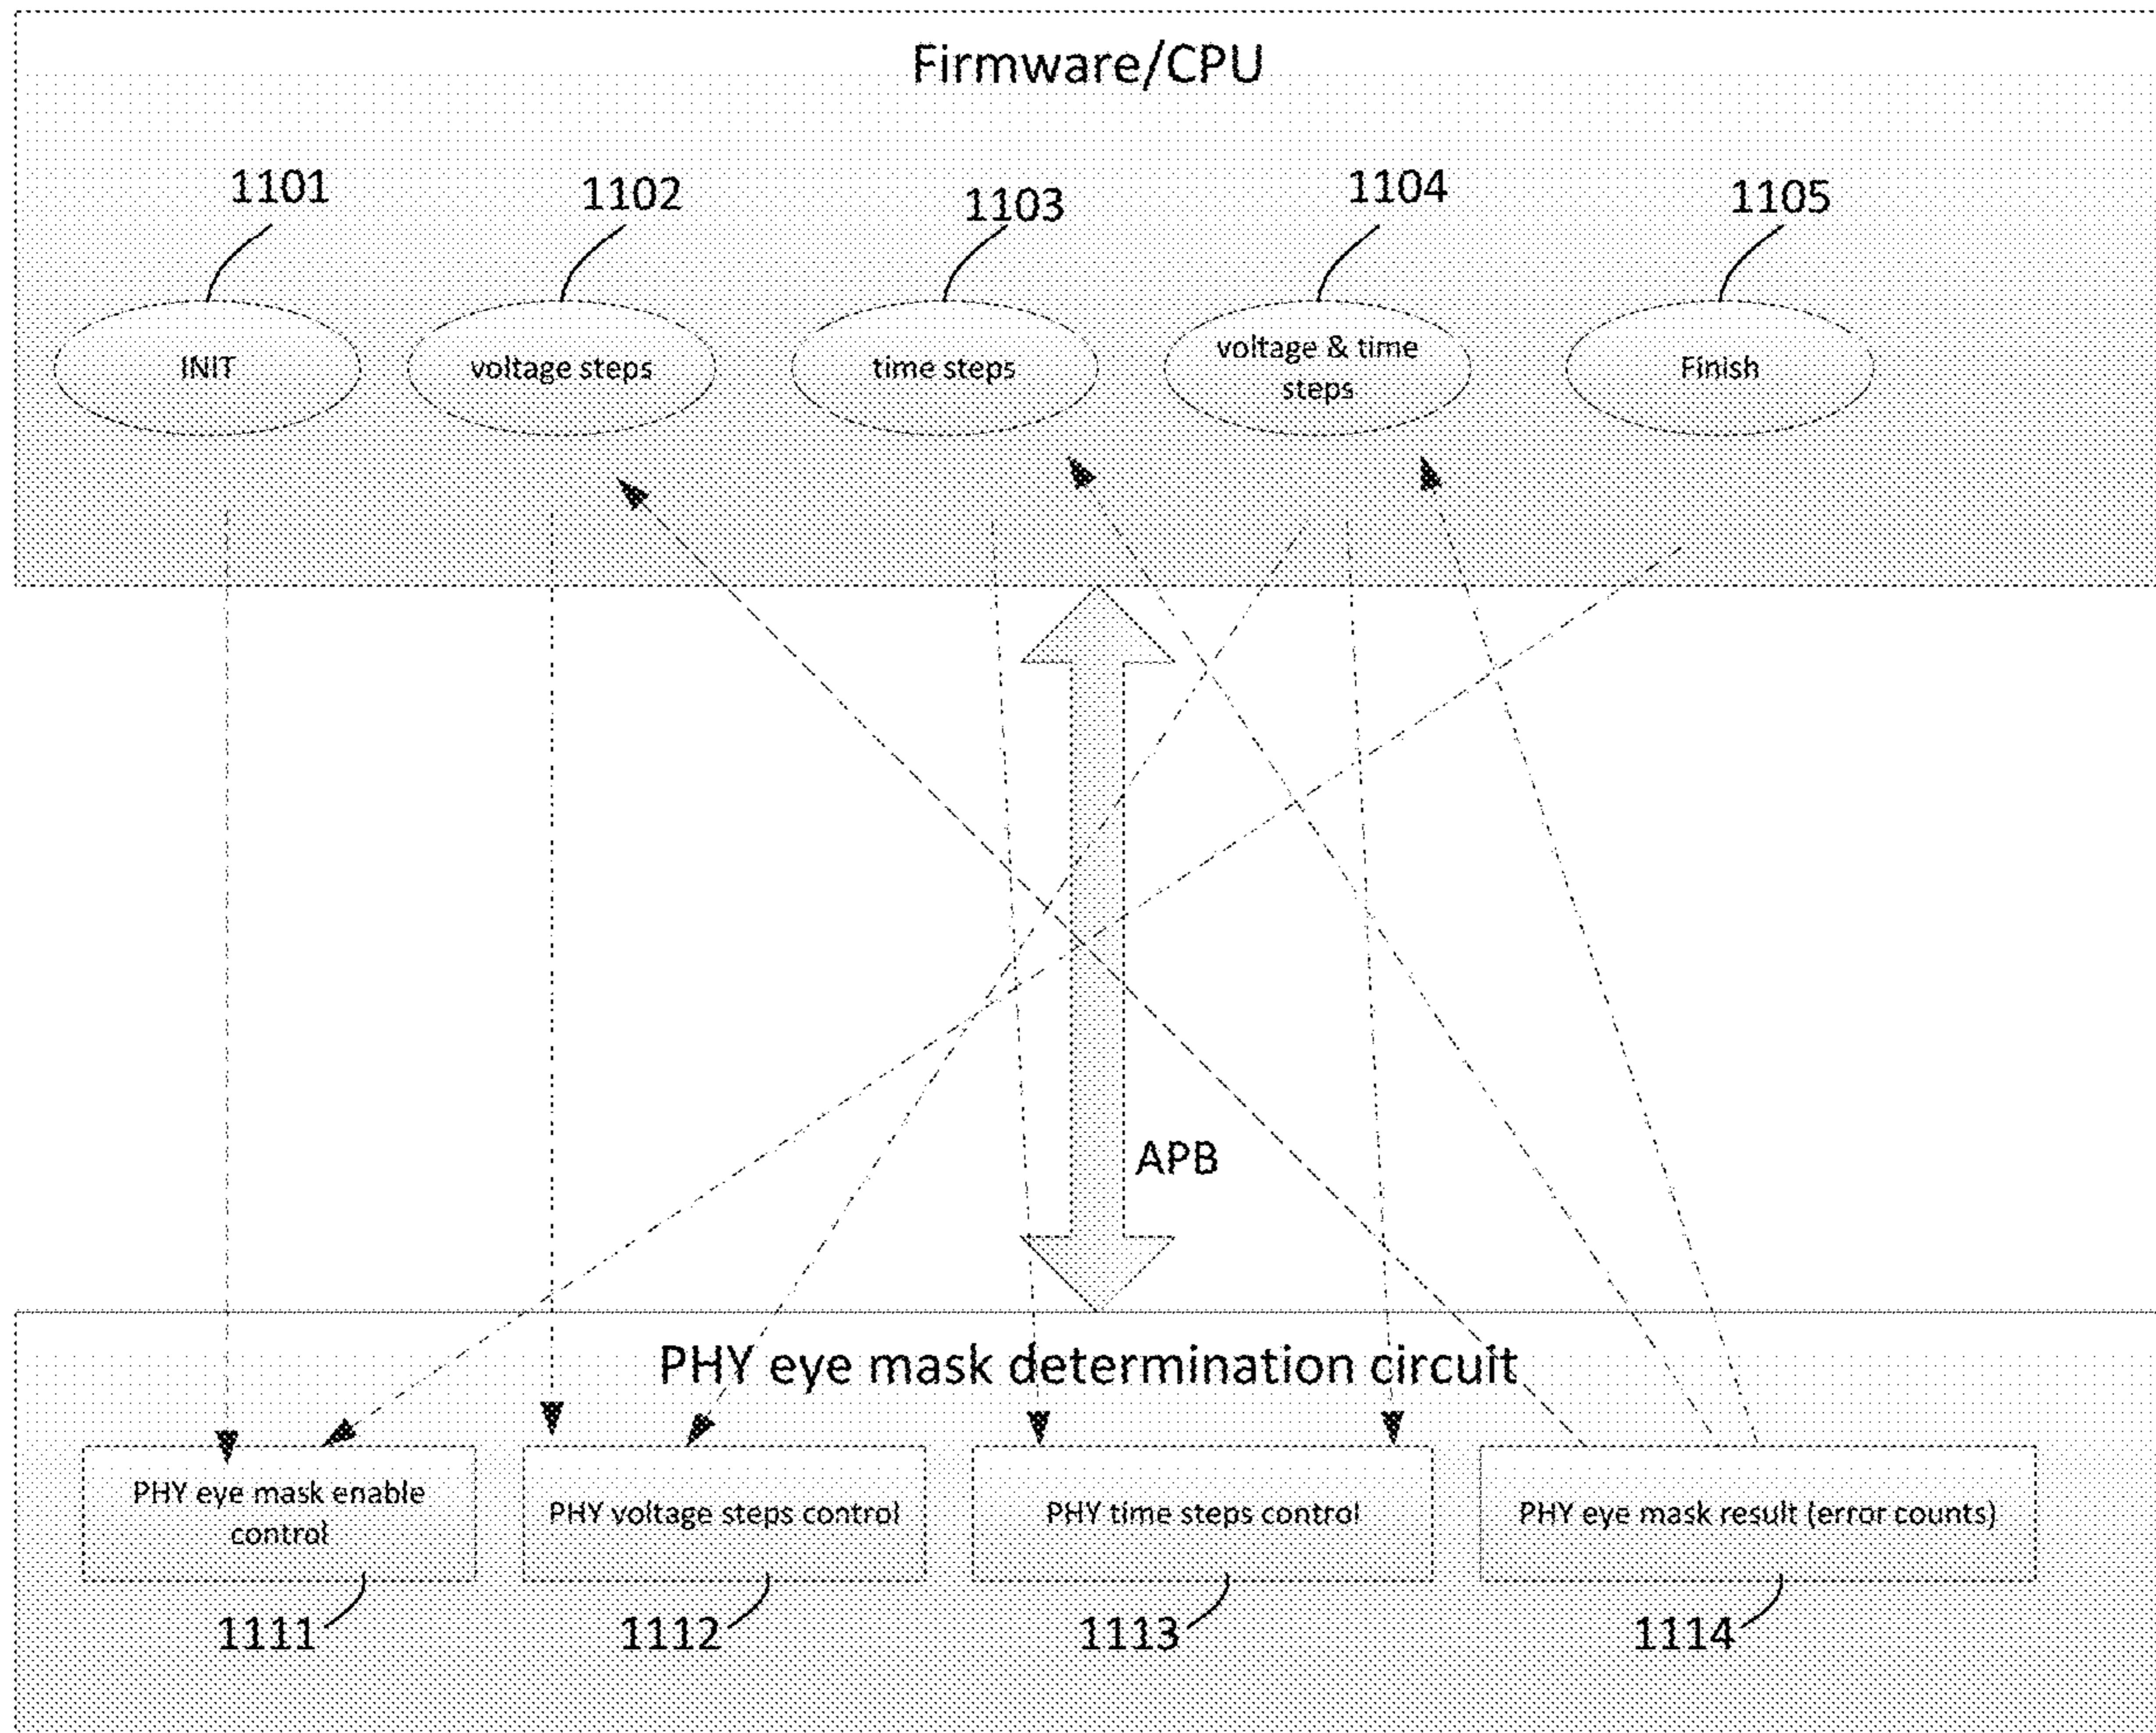 Firmware/CPU
1101
1102
1103
1104
1105
INIT
voltage steps
time steps
voltage & time
steps
Finish
APB
PHY eye mask determination circuit
PHY eye mask enable
control
PHY voltage steps control
PHY time steps control
PHY eye mask result (error counts)
1111
1112
1113
1114